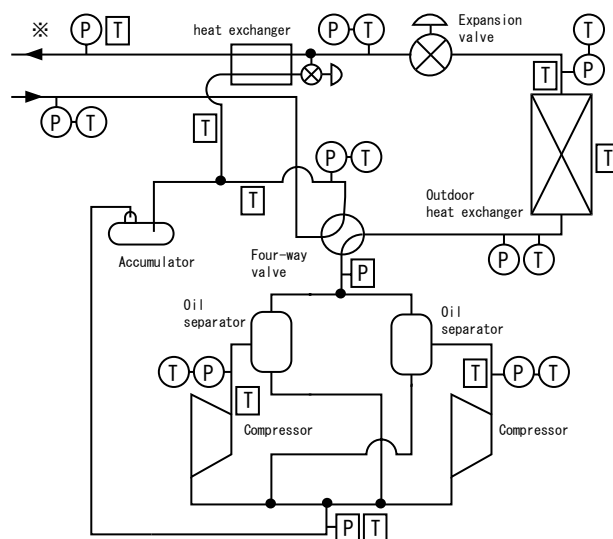 ※ P T heat exchanger P T Expansion
valve
T
T P
P T
T
T
P T
T
Outdoor
heat exchanger
Accumulator
Four-way
valve
P
P T
Oil
separator
Oil
separator
T P
T
T P T
Compressor
Compressor
P T